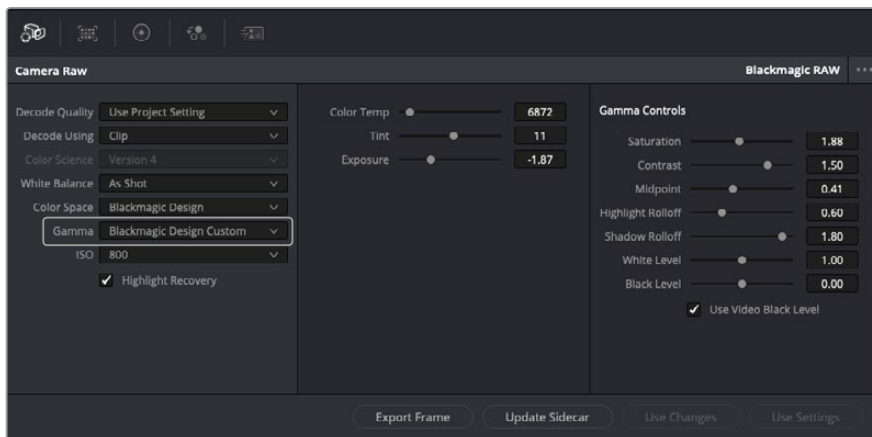 Camera Raw
Blackmagic RAW
Decode Quality Use Project Setting
Decode Using Clip
Color Science Version 4
White Balance As Shot
Color Space Blackmagic Design
Gamma Blackmagic Design Custom
ISO 800
Highlight Recovery
Color Temp 6872
Tint 11
Exposure -1.87
Gamma Controls
Saturation 1.88
Contrast 1.50
Midpoint 0.41
Highlight Rolloff 0.60
Shadow Rolloff 1.80
White Level 1.00
Black Level 0.00
Use Video Black Level
Export Frame
Update Sidecar
Use Changes
Use Settings